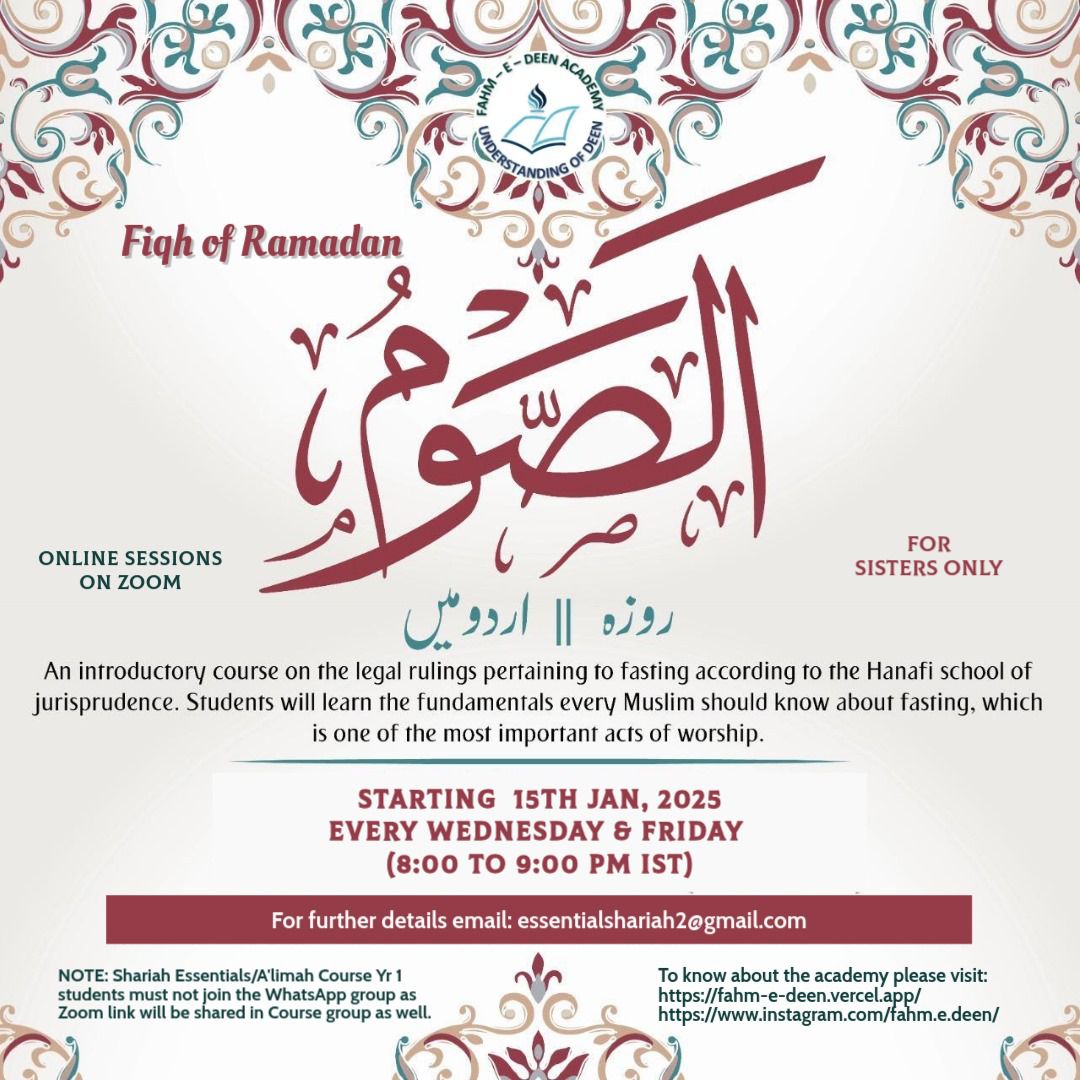 FAHM – E – DEEN ACADEMY
UNDERSTANDING OF DEEN
Fiqh of Ramadan
الصَّوْمُ
ONLINE SESSIONS
ON ZOOM
FOR
SISTERS ONLY
روزہ || اردو میں
An introductory course on the legal rulings pertaining to fasting according to the Hanafi school of
jurisprudence. Students will learn the fundamentals every Muslim should know about fasting, which
is one of the most important acts of worship.
STARTING 15TH JAN, 2025
EVERY WEDNESDAY & FRIDAY
(8:00 TO 9:00 PM IST)
For further details email: essentialshariah2@gmail.com
NOTE: Shariah Essentials/A'limah Course Yr 1
students must not join the WhatsApp group as
Zoom link will be shared in Course group as well.
To know about the academy please visit:
https://fahm-e-deen.vercel.app/
https://www.instagram.com/fahm.e.deen/